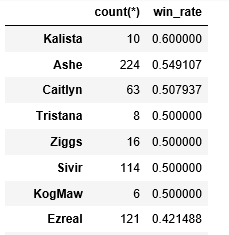 count(*) win_rate
Kalista 10 0.600000
Ashe 224 0.549107
Caitlyn 63 0.507937
Tristana 8 0.500000
Ziggs 16 0.500000
Sivir 114 0.500000
KogMaw 6 0.500000
Ezreal 121 0.421488